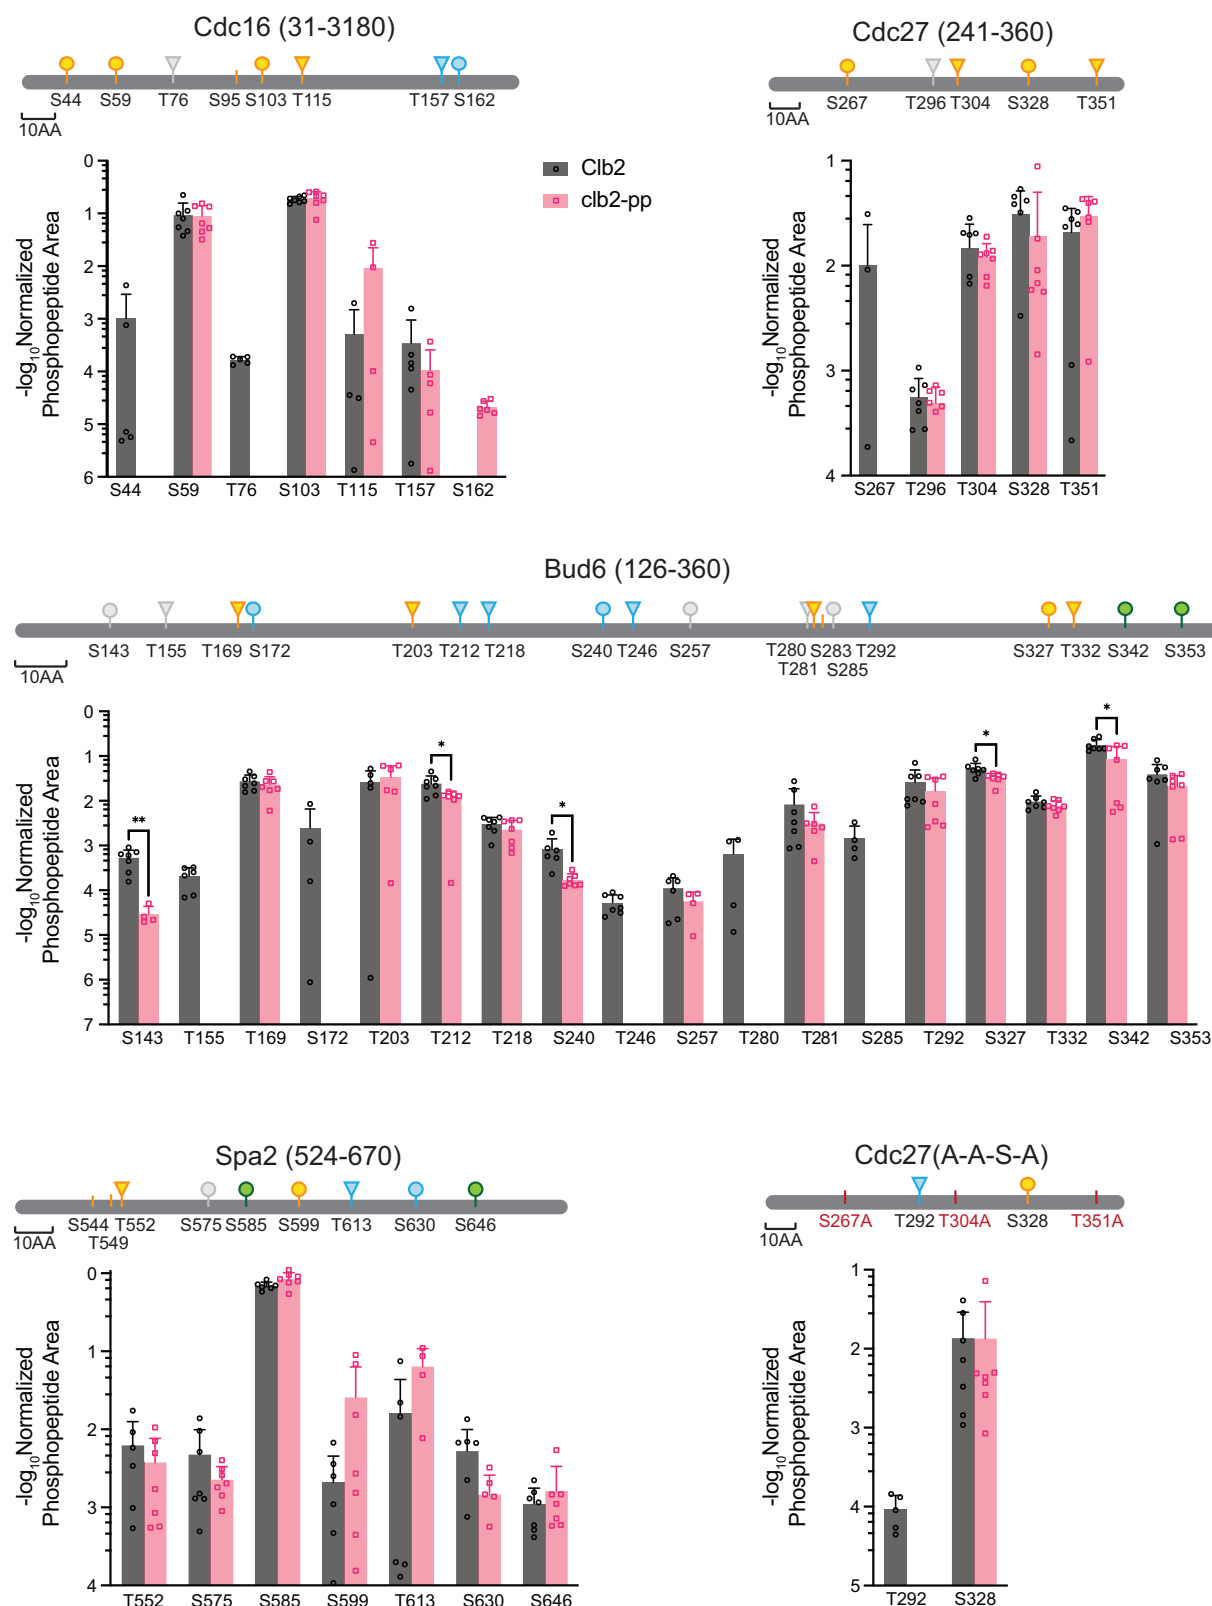 Cdc16 (31-3180)
Cdc27 (241-360)
S44 S59 T76 S95 S103 T115 T157 S162
10AA
S267 T296 T304 S328 T351
10AA
Clb2
clb2-pp
-log10Normalized
Phosphopeptide Area
0
1
2
3
4
5
6
S44 S59 T76 S103 T115 T157 S162
-log10Normalized
Phosphopeptide Area
1
2
3
4
S267 T296 T304 S328 T351
Bud6 (126-360)
S143 T155 T169 S172 T203 T212 T218 S240 T246 S257 T280 S283 T292 S327 T332 S342 S353
T281 S285
10AA
-log10Normalized
Phosphopeptide Area
0
1
2
3
4
5
6
7
** * * * *
S143 T155 T169 S172 T203 T212 T218 S240 T246 S257 T280 T281 S285 T292 S327 T332 S342 S353
Spa2 (524-670)
S544 T552 S575 S585 S599 T613 S630 S646
T549
10AA
-log10Normalized
Phosphopeptide Area
0
1
2
3
4
T552 S575 S585 S599 T613 S630 S646
Cdc27(A-A-S-A)
S267A T292 T304A S328 T351A
10AA
-log10Normalized
Phosphopeptide Area
1
2
3
4
5
T292 S328